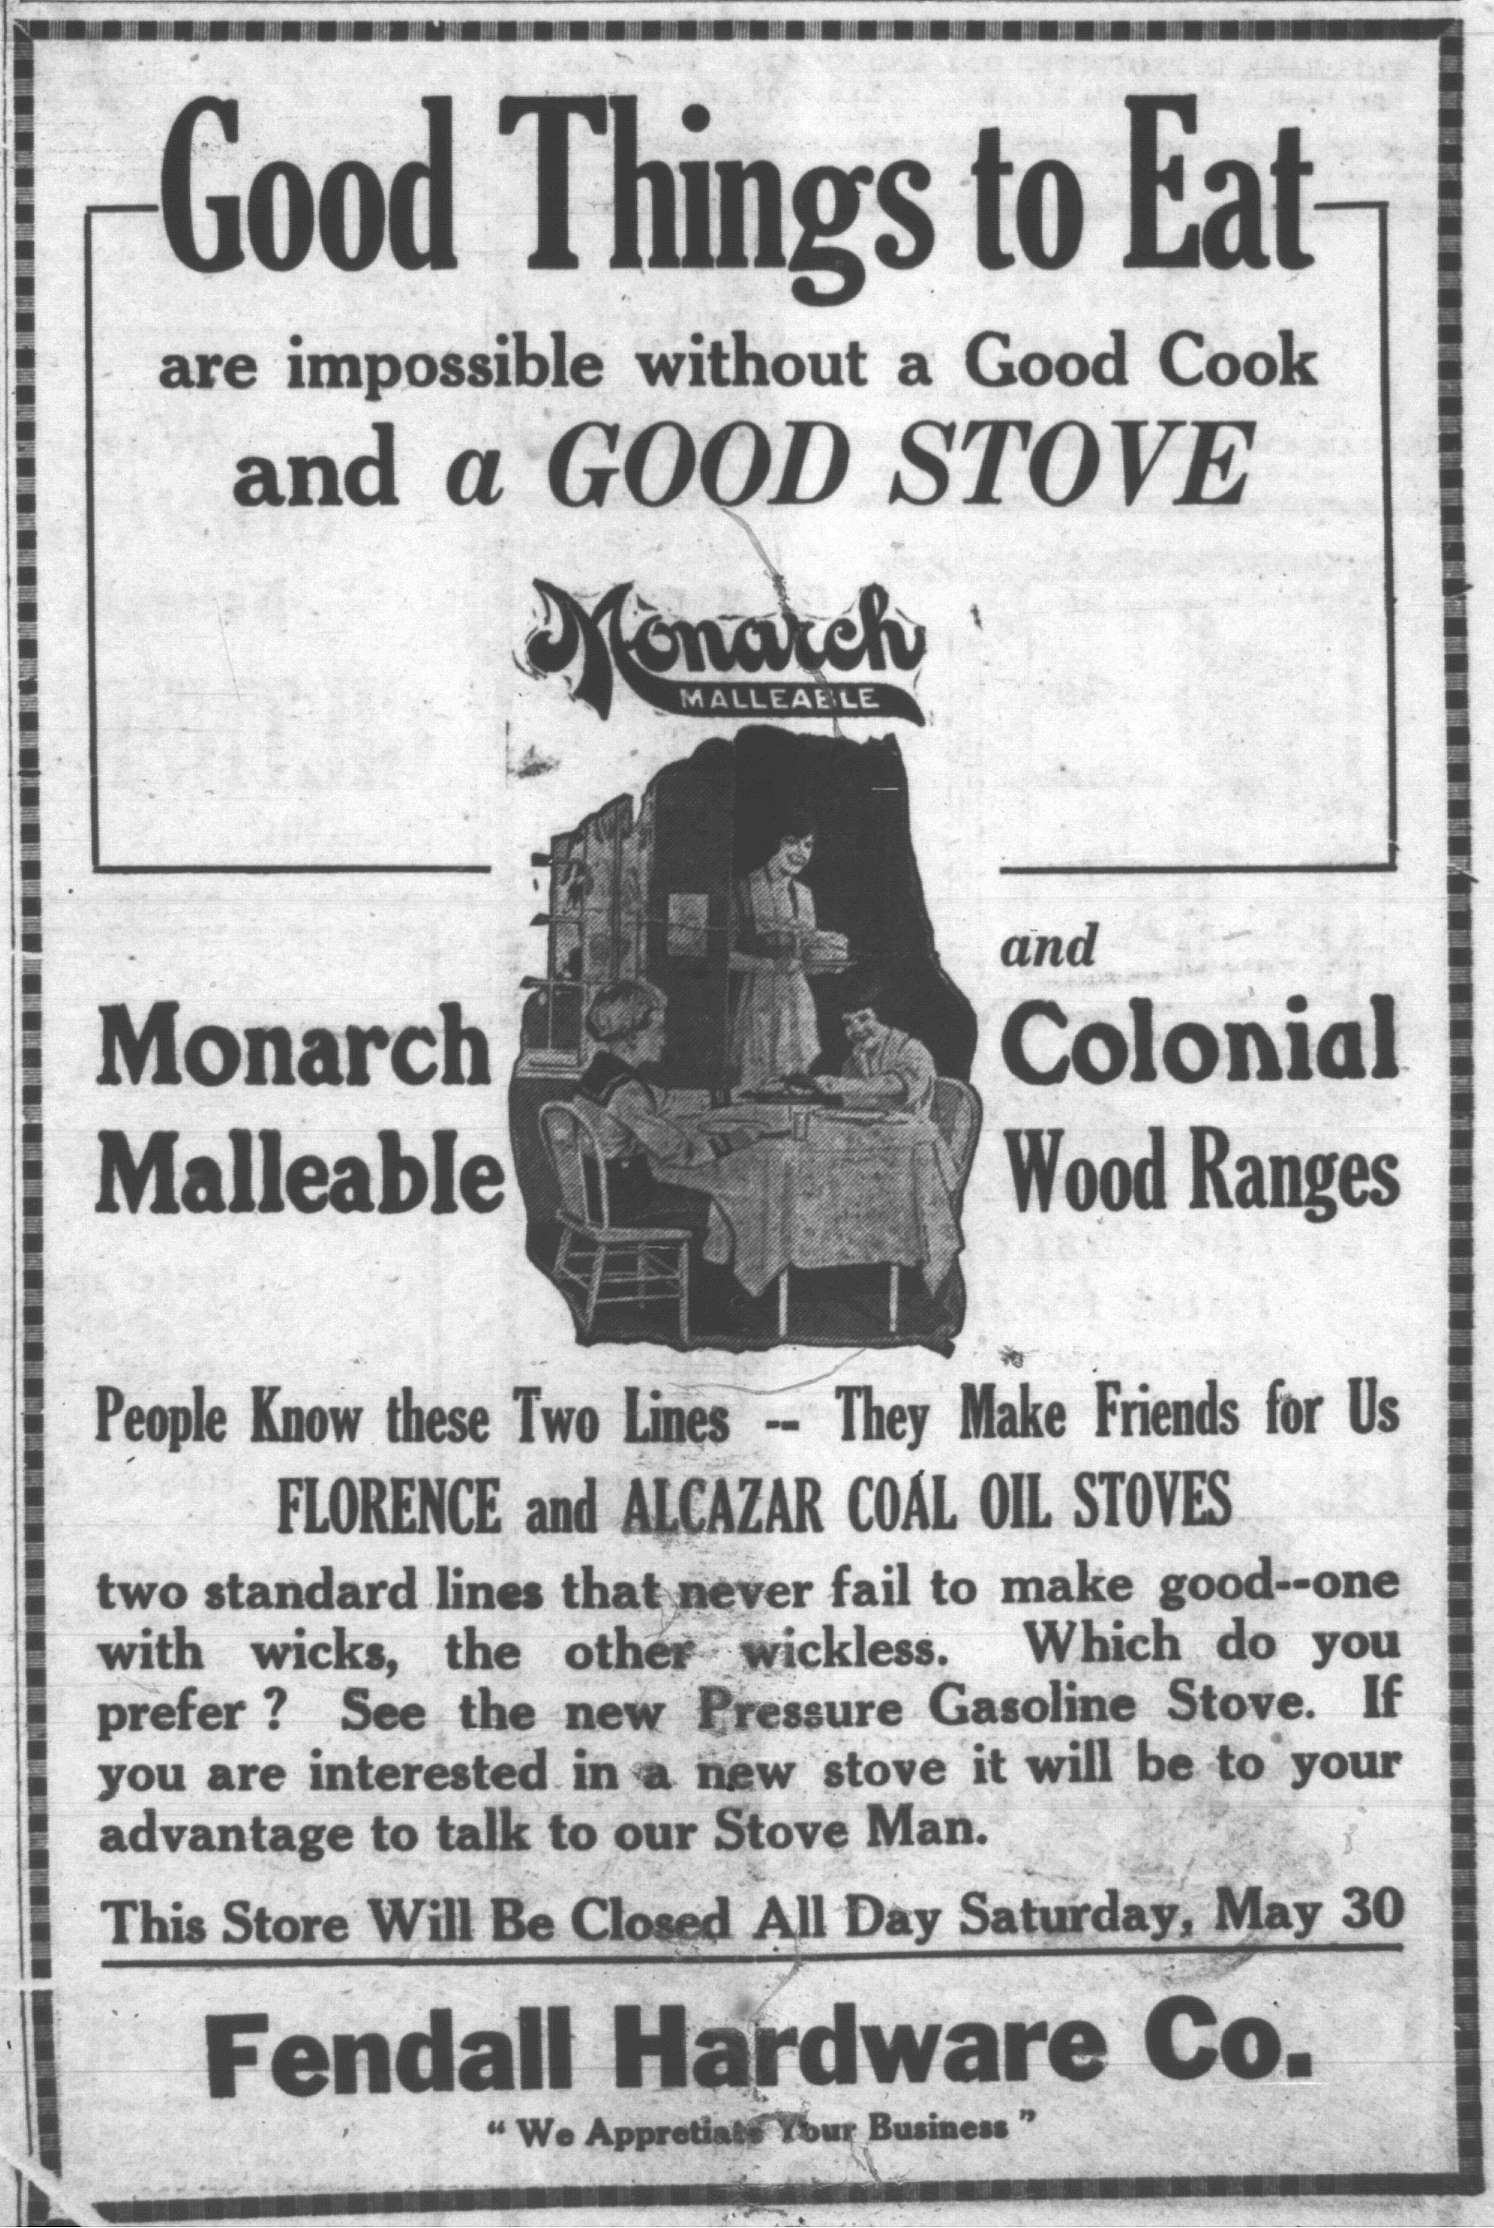 Good Things to Eat
are impossible without a Good Cook
and a GOOD STOVE
Monarch
MALLEABLE
Monarch
Malleable
and
Colonial
Wood Ranges
People Know these Two Lines -- They Make Friends for Us
FLORENCE and ALCAZAR COAL OIL STOVES
two standard lines that never fail to make good--one
with wicks, the other wickless. Which do you
prefer? See the new Pressure Gasoline Stove. If
you are interested in a new stove it will be to your
advantage to talk to our Stove Man.
This Store Will Be Closed All Day Saturday, May 30
Fendall Hardware Co.
"We Appretiate Your Business"